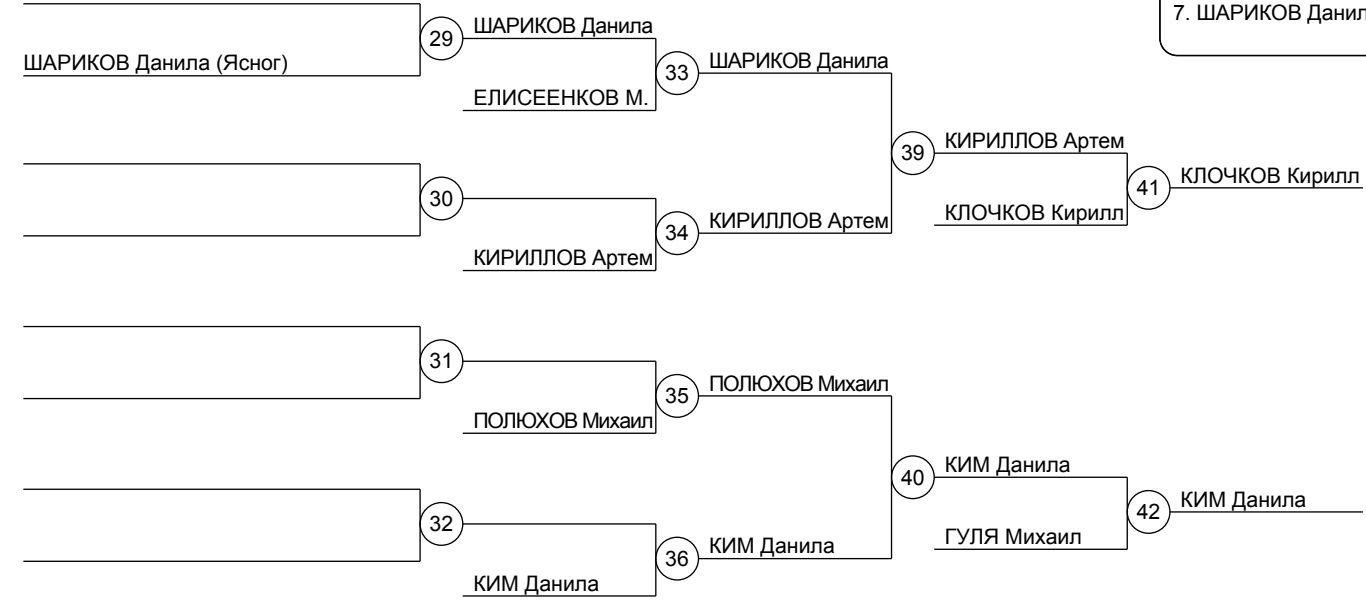 7. ШАРИКОВ Данил
ШАРИКОВ Данила (Ясног)
29
ШАРИКОВ Данила
ЕЛИСЕЕНКОВ М.
33
ШАРИКОВ Данила
30
КИРИЛЛОВ Артем
34
КИРИЛЛОВ Артем
39
КИРИЛЛОВ Артем
КЛОЧКОВ Кирилл
41
КЛОЧКОВ Кирилл
31
ПОЛЮХОВ Михаил
35
ПОЛЮХОВ Михаил
32
КИМ Данила
36
КИМ Данила
40
КИМ Данила
ГУЛЯ Михаил
42
КИМ Данила